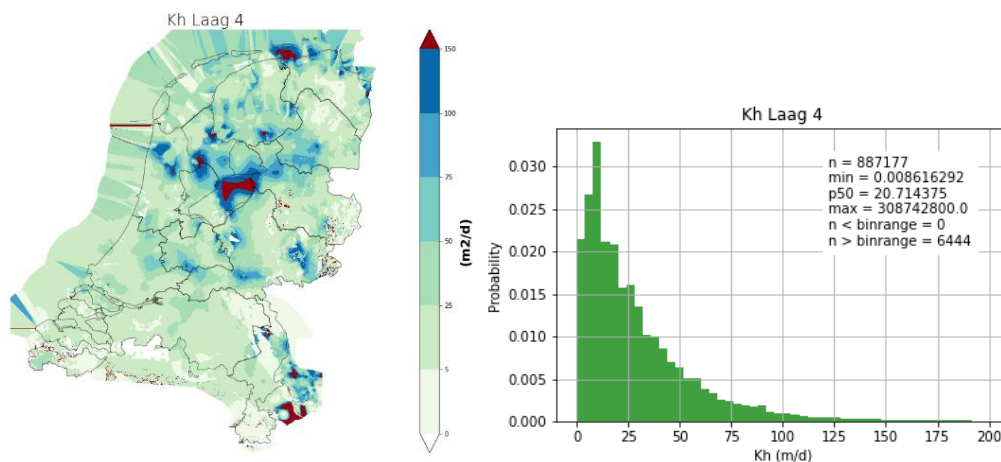 Kh Laag 4
150
100
75
50
25
5
0
(m2/d)
Kh Laag 4
n = 887177
min = 0.008616292
p50 = 20.714375
max = 308742800.0
n < binrange = 0
n > binrange = 6444
Probability
0.030
0.025
0.020
0.015
0.010
0.005
0.000
0 25 50 75 100 125 150 175 200
Kh (m/d)